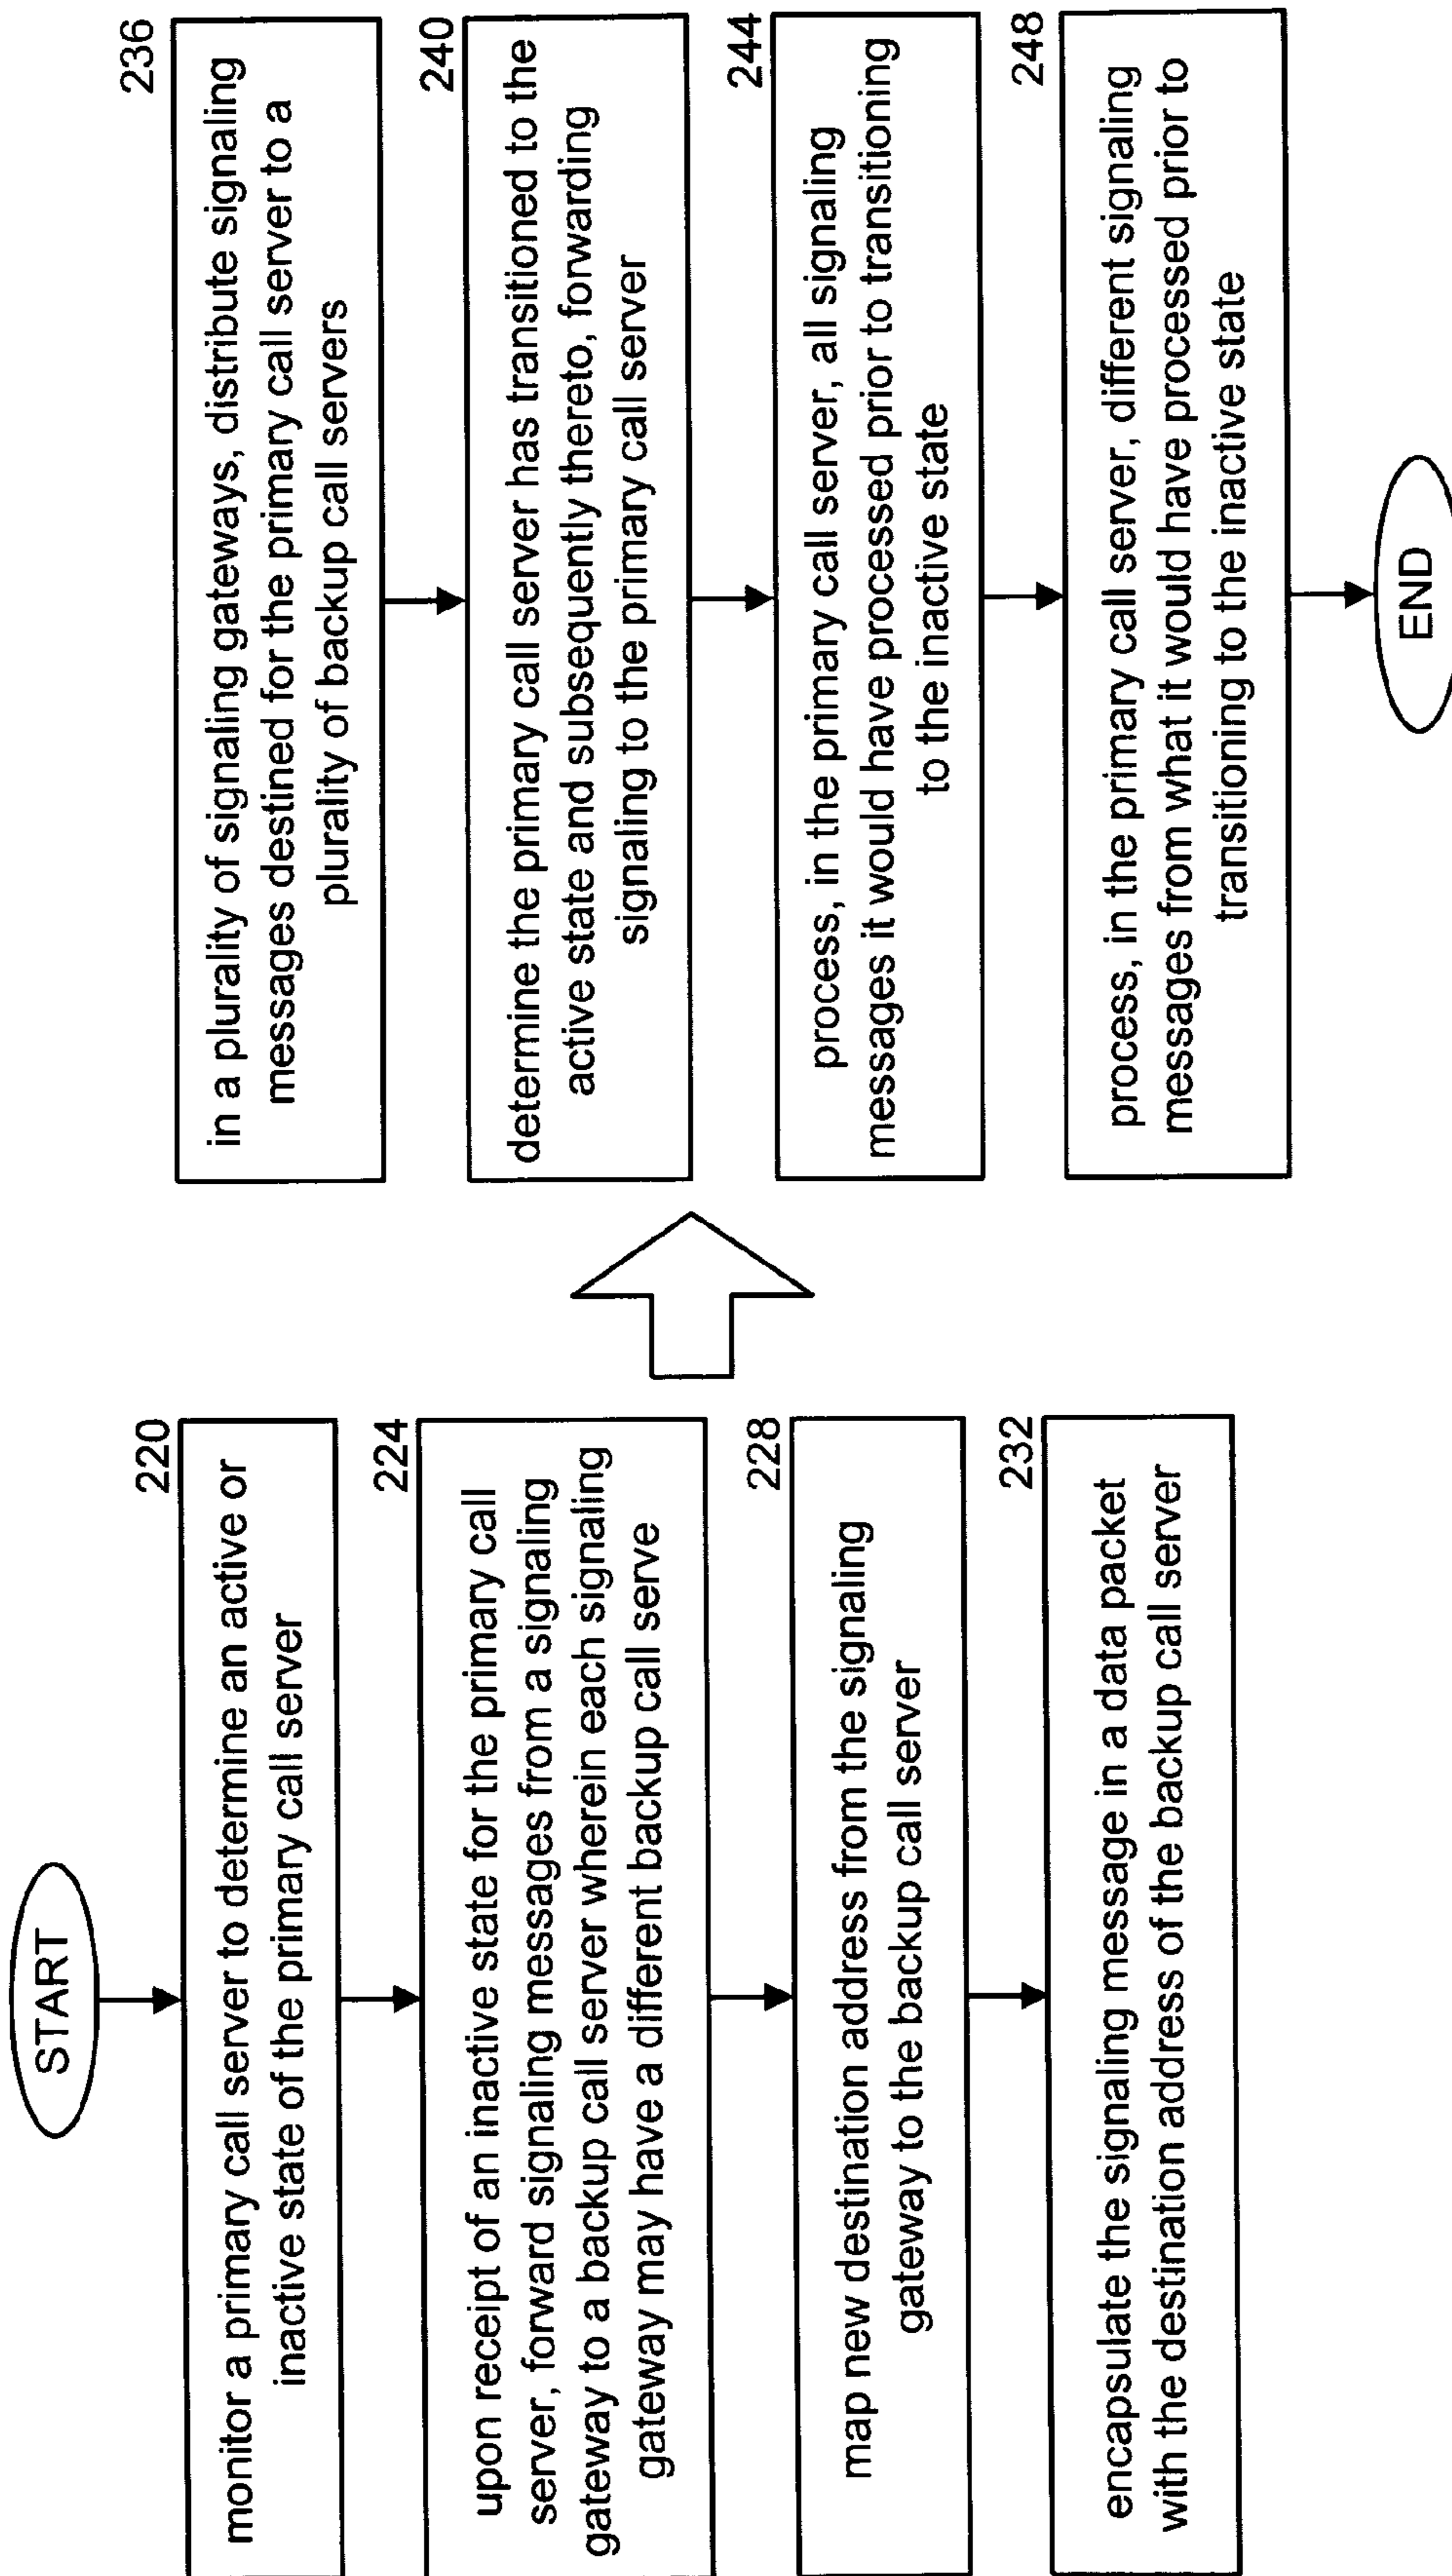 START
220
monitor a primary call server to determine an active or
inactive state of the primary call server
224
upon receipt of an inactive state for the primary call
server, forward signaling messages from a signaling
gateway to a backup call server wherein each signaling
gateway may have a different backup call serve
228
map new destination address from the signaling
gateway to the backup call server
232
encapsulate the signaling message in a data packet
with the destination address of the backup call server
236
in a plurality of signaling gateways, distribute signaling
messages destined for the primary call server to a
plurality of backup call servers
240
determine the primary call server has transitioned to the
active state and subsequently thereto, forwarding
signaling to the primary call server
244
process, in the primary call server, all signaling
messages it would have processed prior to transitioning
to the inactive state
248
process, in the primary call server, different signaling
messages from what it would have processed prior to
transitioning to the inactive state
END